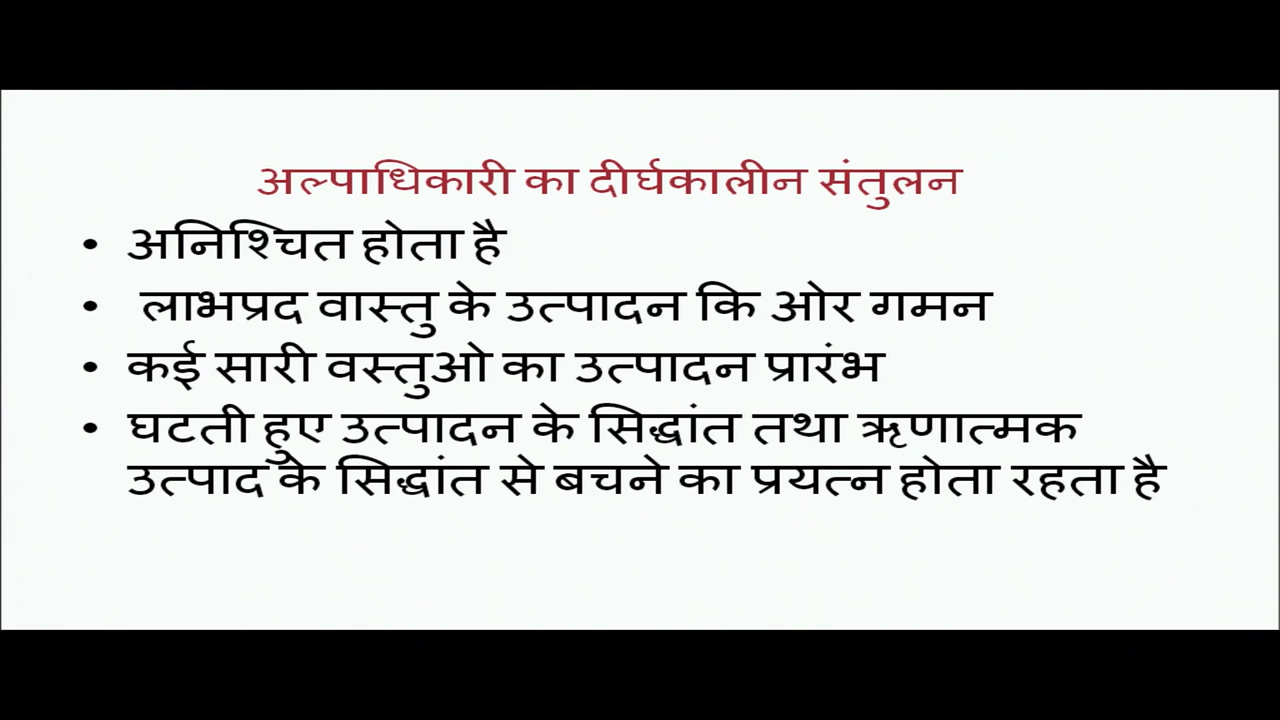 अल्पाधिकारी का दीर्घकालीन संतुलन
• अनिश्चित होता है
• लाभप्रद वास्तु के उत्पादन कि ओर गमन
• कई सारी वस्तुओ का उत्पादन प्रारंभ
• घटती हुए उत्पादन के सिद्धांत तथा ऋणात्मक
उत्पाद के सिद्धांत से बचने का प्रयत्न होता रहता है